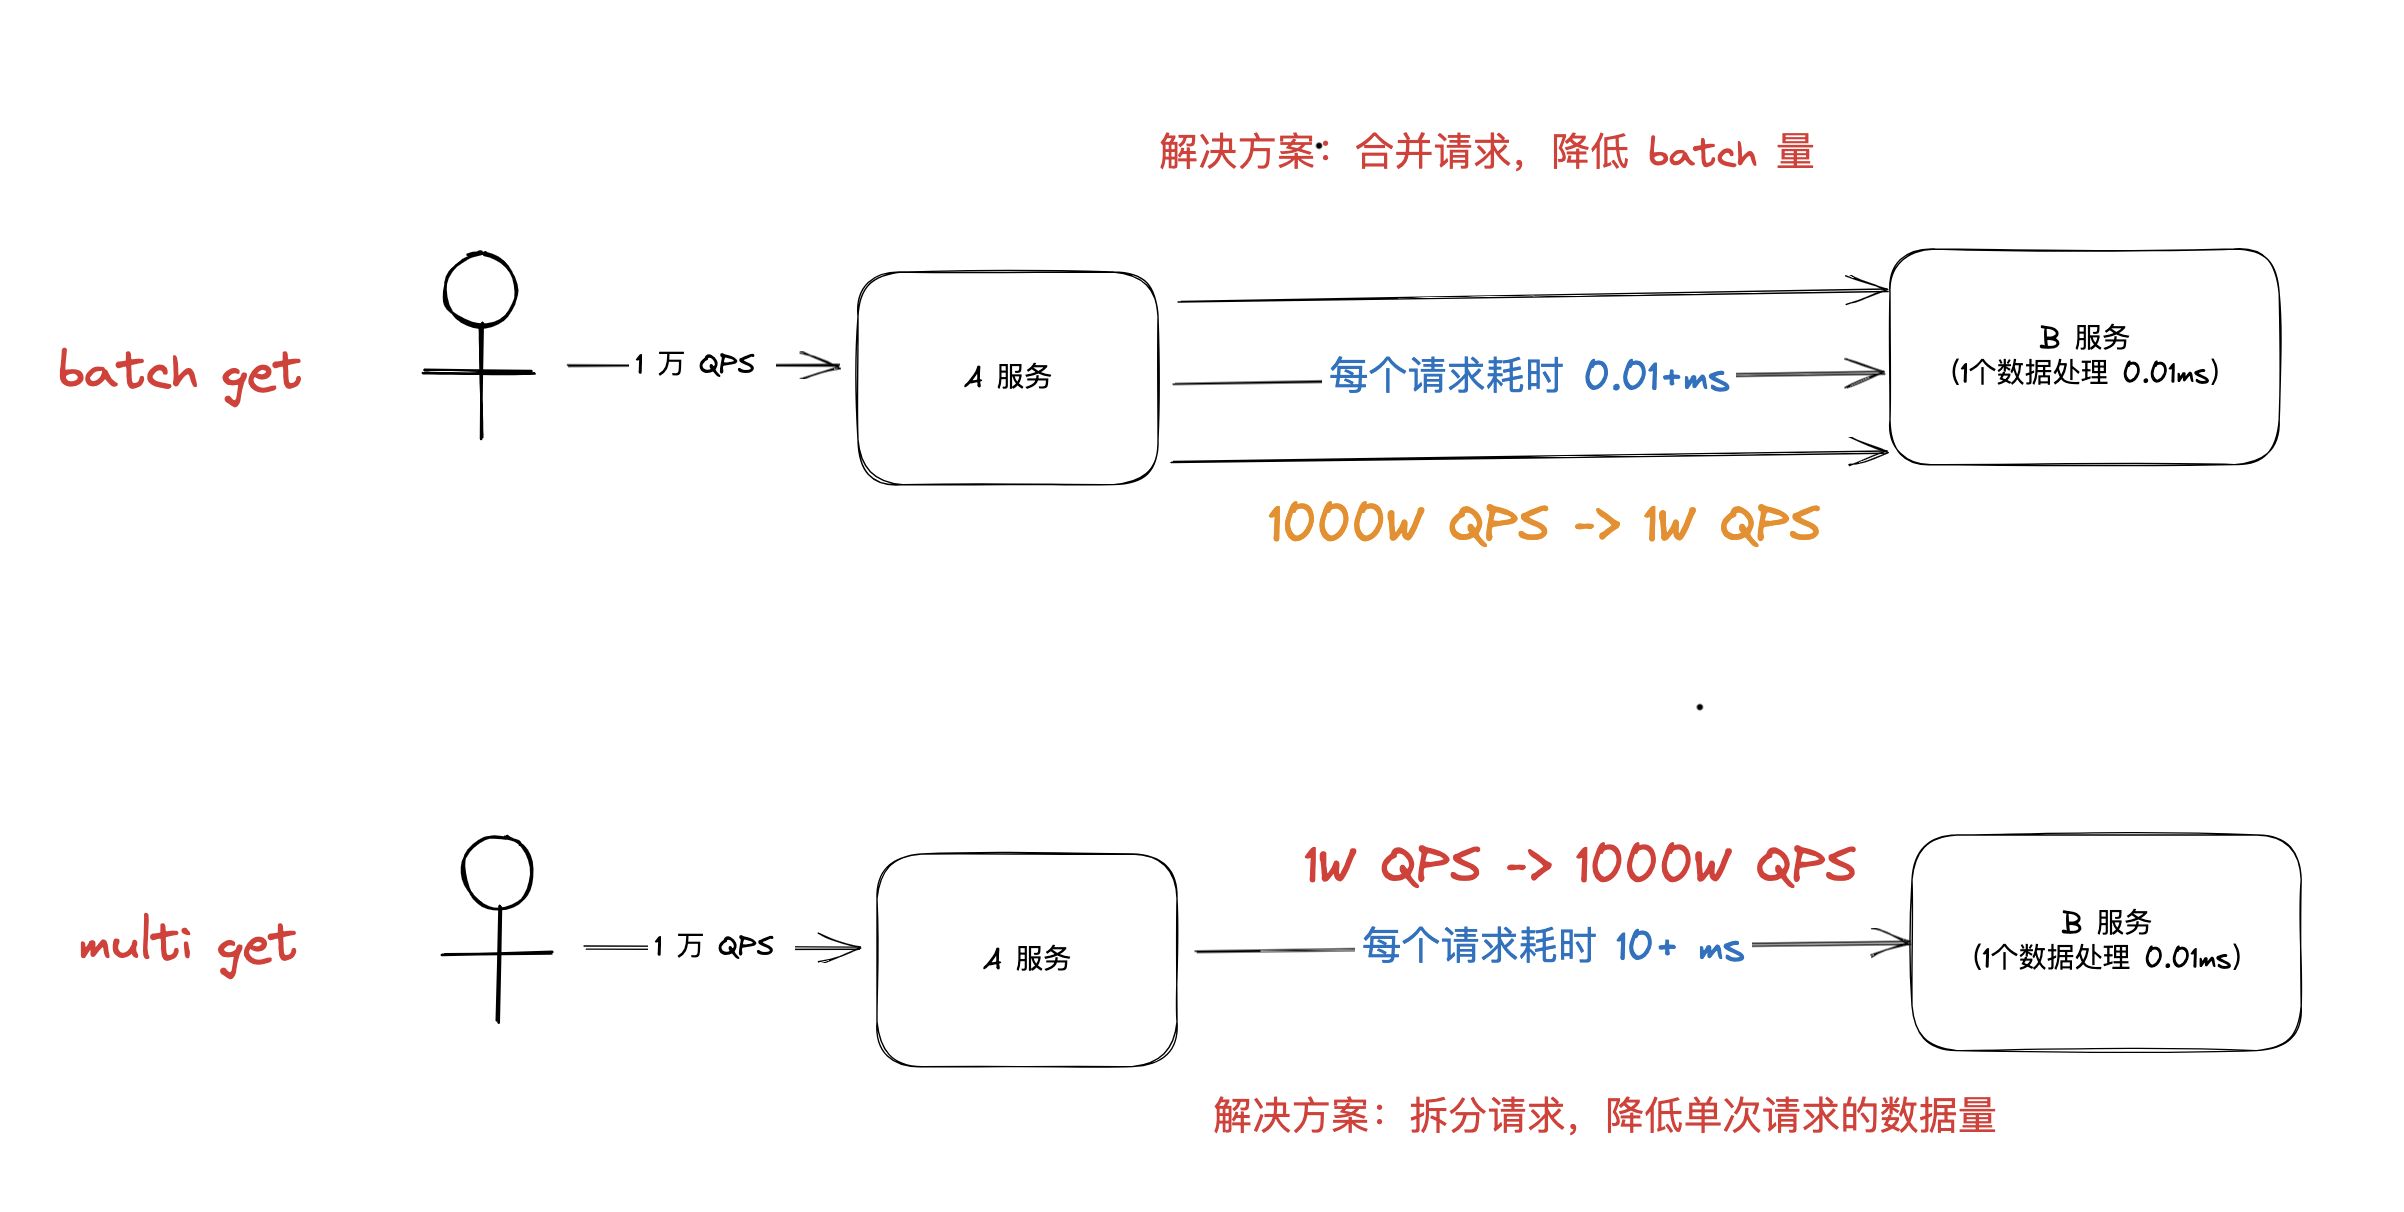 解决方案：合并请求，降低 batch 量
batch get
1 万 QPS
A 服务
每个请求耗时 0.01+ms
B 服务
(1个数据处理 0.01ms)
1000W QPS -> 1W QPS
multi get
1 万 QPS
A 服务
1W QPS -> 1000W QPS
每个请求耗时 10+ ms
B 服务
(1个数据处理 0.01ms)
解决方案：拆分请求，降低单次请求的数据量